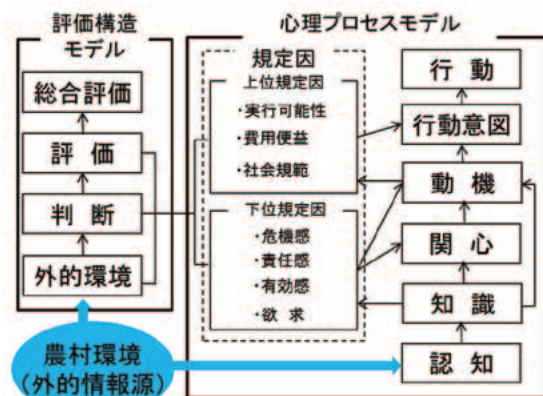 評価構造
モデル
総合評価
評 価
判 断
外的環境
農村環境
(外的情報源)
心理プロセスモデル
規定因
上位規定因
・実行可能性
・費用便益
・社会規範
下位規定因
・危機感
・責任感
・有効感
・欲 求
行 動
行動意図
動 機
関 心
知 識
認 知